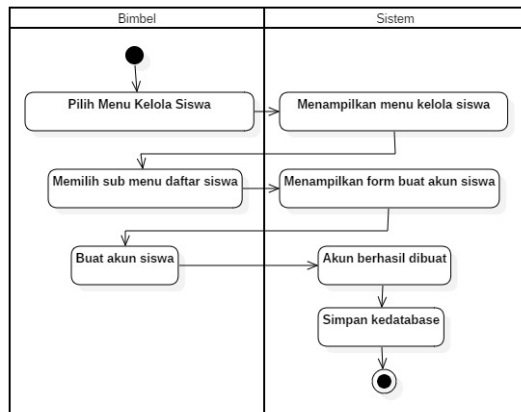 Bimbel
Sistem
Pilih Menu Kelola Siswa
Menampilkan menu kelola siswa
Memilih sub menu daftar siswa
Menampilkan form buat akun siswa
Buat akun siswa
Akun berhasil dibuat
Simpan kedatabase